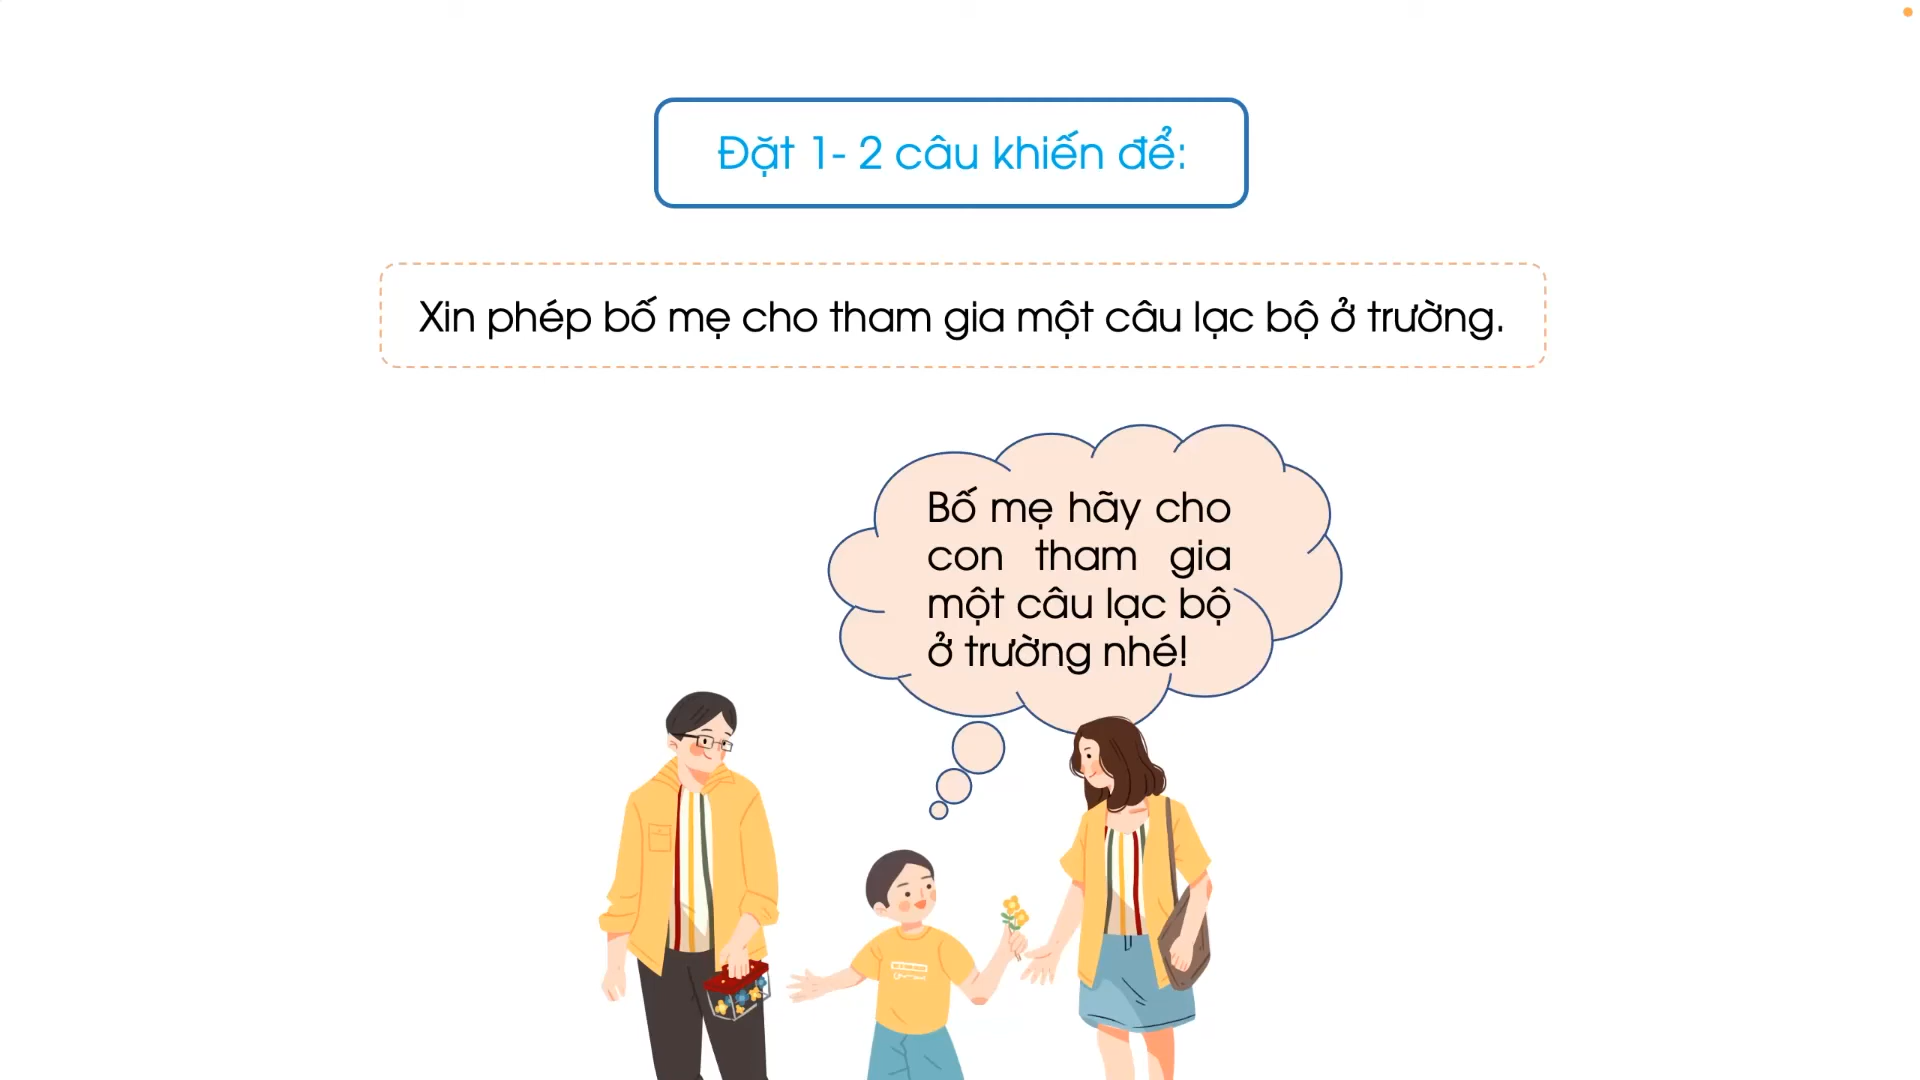 Đặt 1- 2 câu khiến để:
Xin phép bố mẹ cho tham gia một câu lạc bộ ở trường.
Bố mẹ hãy cho
con tham gia
một câu lạc bộ
ở trường nhé!